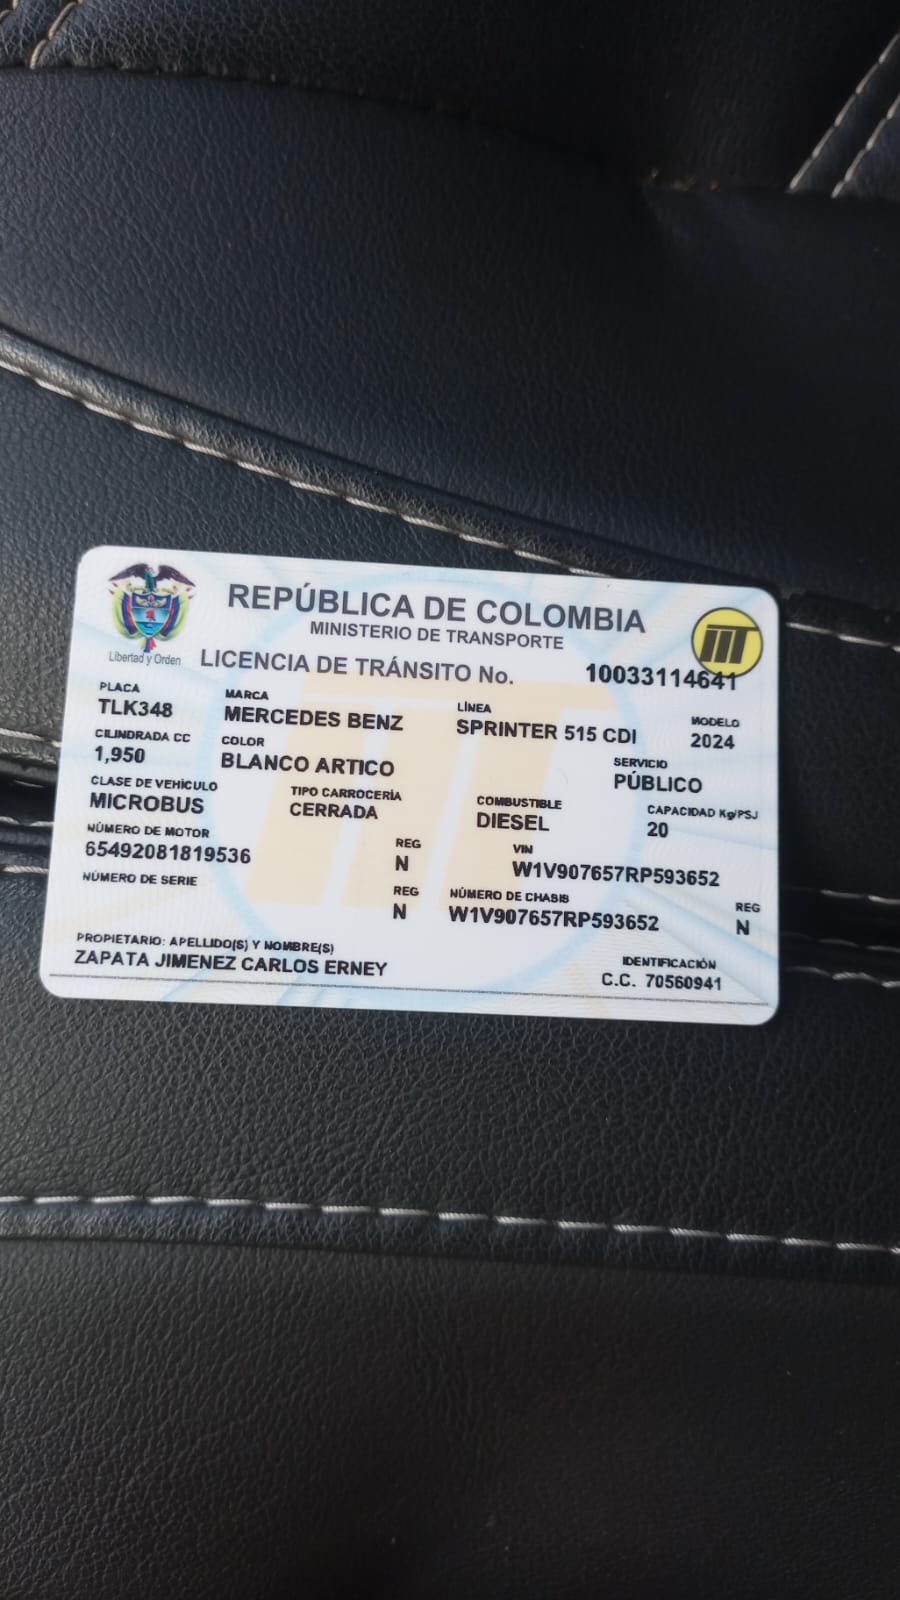 REPÚBLICA DE COLOMBIA
MINISTERIO DE TRANSPORTE
Libertad y Orden
LICENCIA DE TRÁNSITO No. 10033114641
PLACA MARCA LÍNEA MODELO
TLK348 MERCEDES BENZ SPRINTER 515 CDI 2024
CILINDRADA CC COLOR SERVICIO
1,950 BLANCO ARTICO PÚBLICO
CLASE DE VEHÍCULO TIPO CARROCERÍA COMBUSTIBLE CAPACIDAD Kg/PSJ
MICROBUS CERRADA DIESEL 20
NÚMERO DE MOTOR REG VIN
65492081819536 N W1V907657RP593652
NÚMERO DE SERIE REG NÚMERO DE CHASIS REG
N W1V907657RP593652 N
PROPIETARIO: APELLIDO(S) Y NOMBRE(S) IDENTIFICACIÓN
ZAPATA JIMENEZ CARLOS ERNEY C.C. 70560941